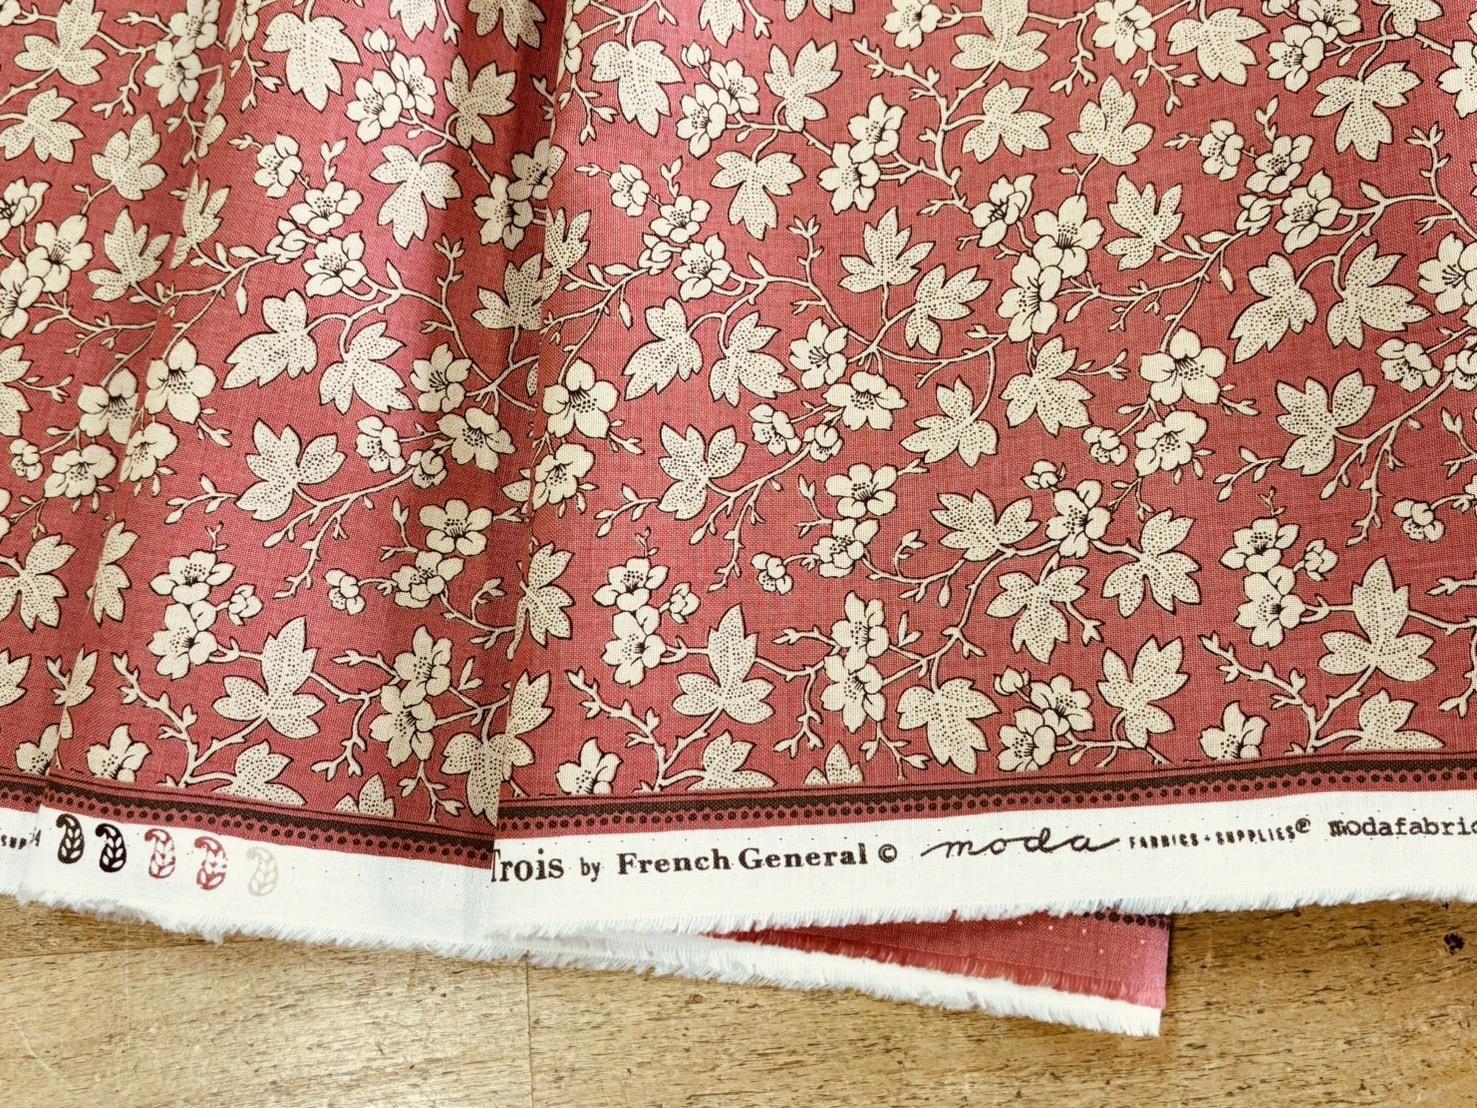 Trois by French General © moda FABRICS + SUPPLIES® modafabric